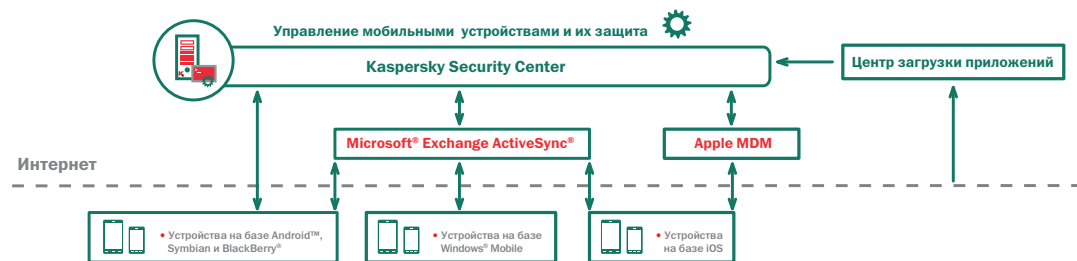 Управление мобильными устройствами и их защита
Kaspersky Security Center
Центр загрузки приложений
Microsoft® Exchange ActiveSync®
Apple MDM
Интернет
• Устройства на базе Android™,
Symbian и BlackBerry®
• Устройства на базе
Windows® Mobile
• Устройства
на базе iOS